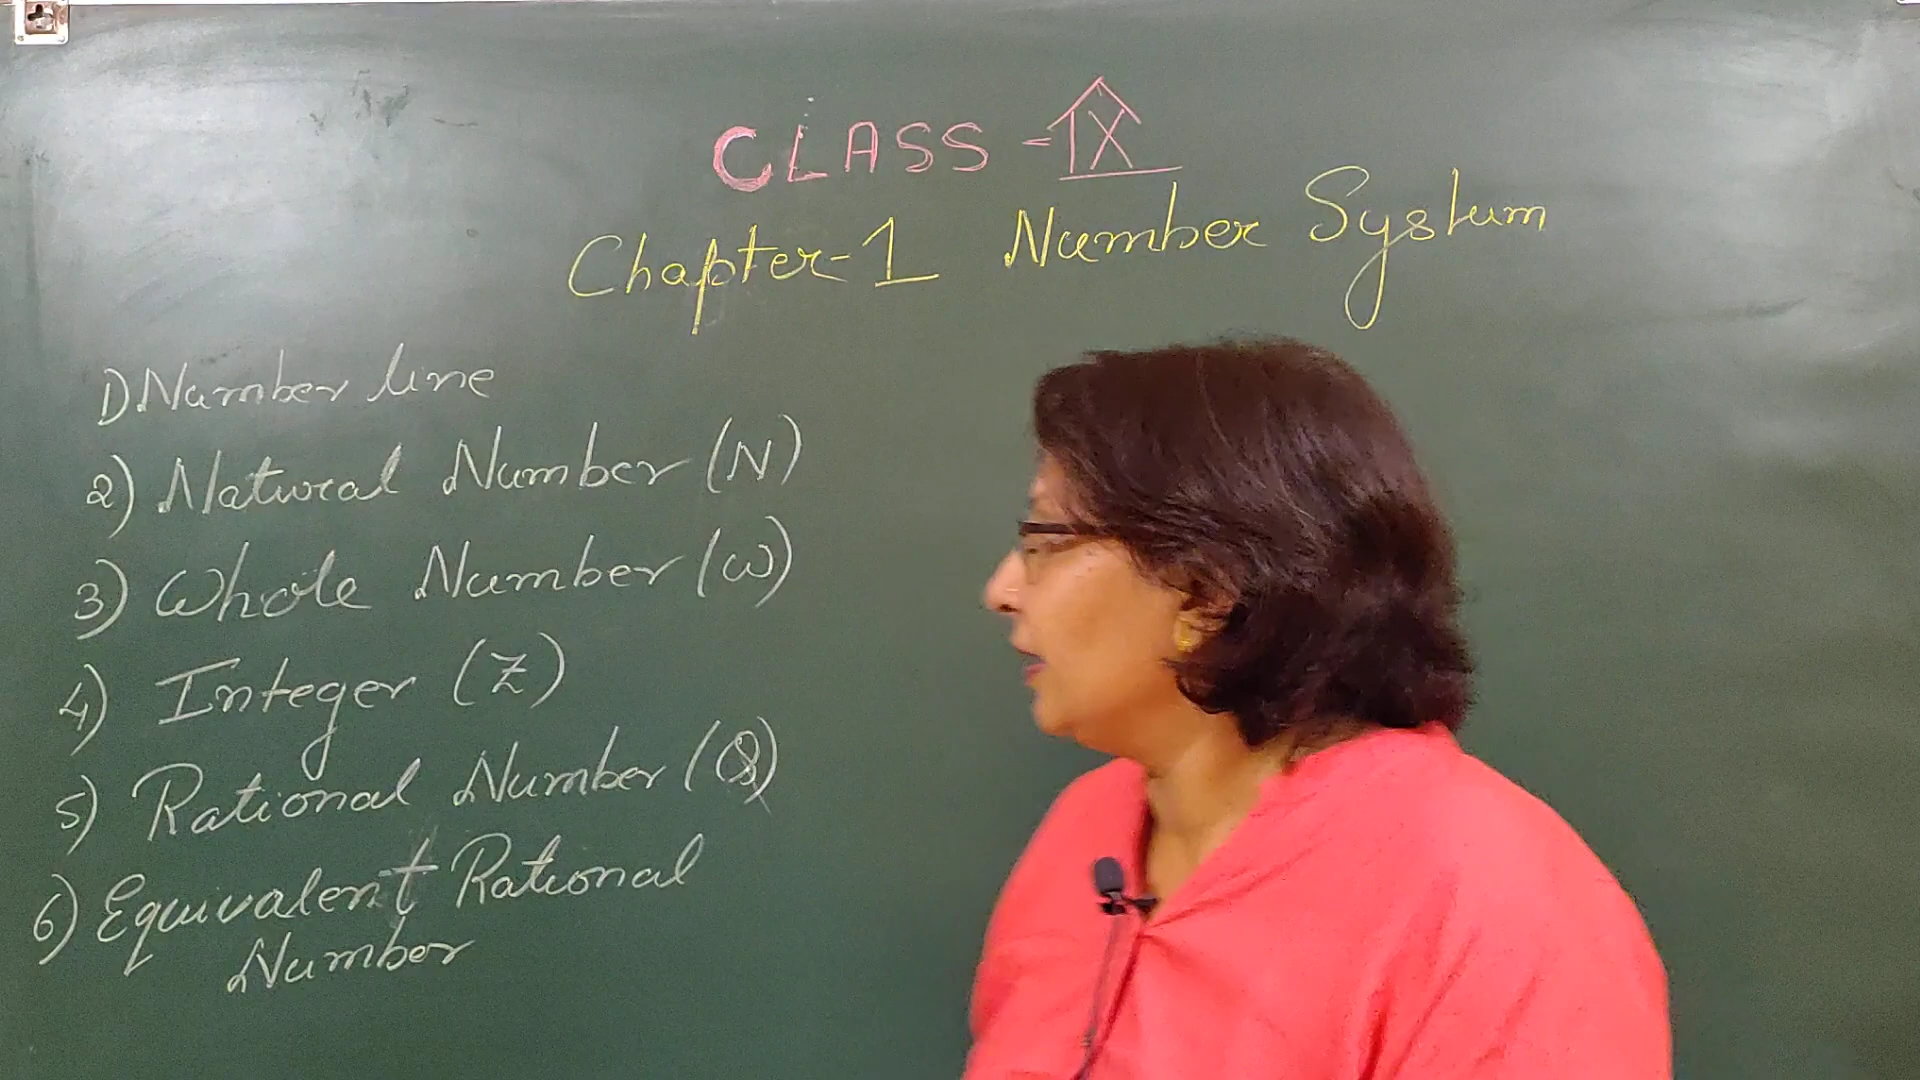 CLASS - IX
Chapter-1 Number System
1) Number line
2) Natural Number (N)
3) Whole Number (W)
4) Integer (Z)
5) Rational Number (Q)
6) Equivalent Rational
Number